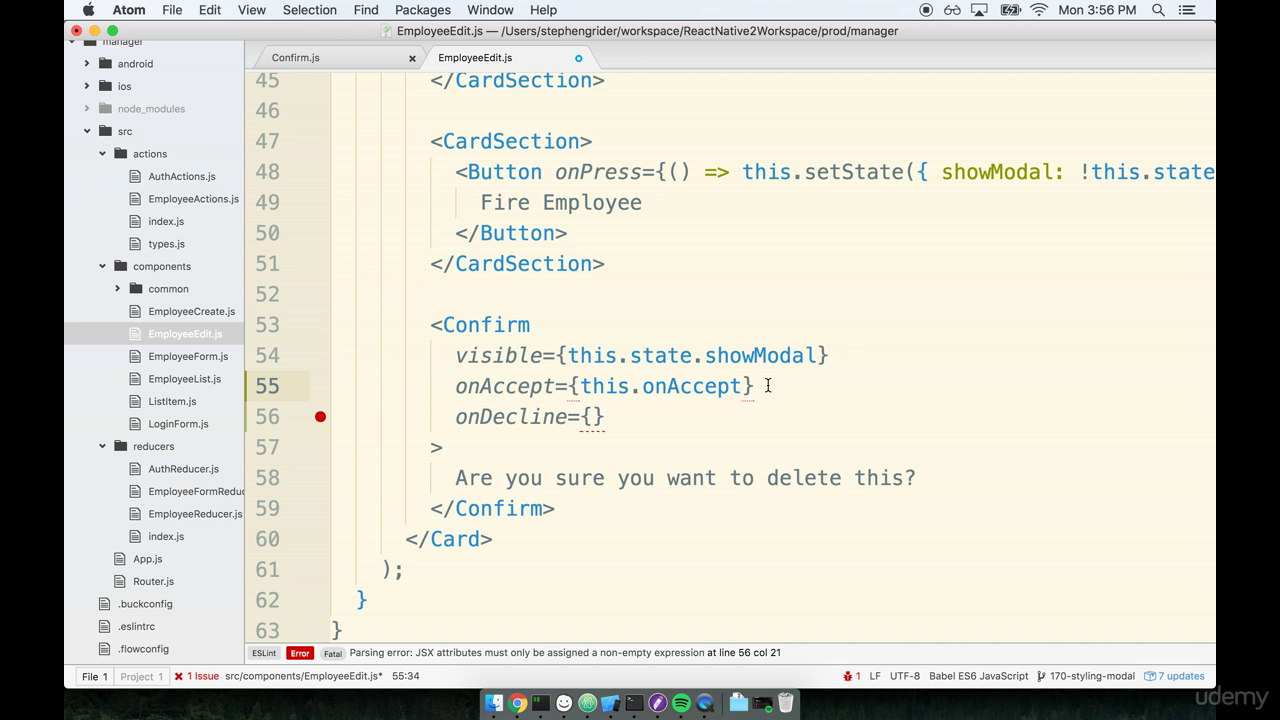 Atom File Edit View Selection Find Packages Window Help Mon 3:56 PM
EmployeeEdit.js — /Users/stephengrider/workspace/ReactNative2Workspace/prod/manager
manager
android
ios
node_modules
src
actions
AuthActions.js
EmployeeActions.js
index.js
types.js
components
common
EmployeeCreate.js
EmployeeEdit.js
EmployeeForm.js
EmployeeList.js
ListItem.js
LoginForm.js
reducers
AuthReducer.js
EmployeeFormReduc
EmployeeReducer.js
index.js
App.js
Router.js
.buckconfig
.eslintrc
.flowconfig
Confirm.js EmployeeEdit.js
45 </CardSection>
46
47 <CardSection>
48 <Button onPress={() => this.setState({ showModal: !this.state
49 Fire Employee
50 </Button>
51 </CardSection>
52
53 <Confirm
54 visible={this.state.showModal}
55 onAccept={this.onAccept}
56 onDecline={}
57 >
58 Are you sure you want to delete this?
59 </Confirm>
60 </Card>
61 );
62 }
63 }
ESLint Error Fatal Parsing error: JSX attributes must only be assigned a non-empty expression at line 56 col 21
File 1 Project 1 1 Issue src/components/EmployeeEdit.js* 55:34 1 LF UTF-8 Babel ES6 JavaScript 170-styling-modal 7 updates
udemy